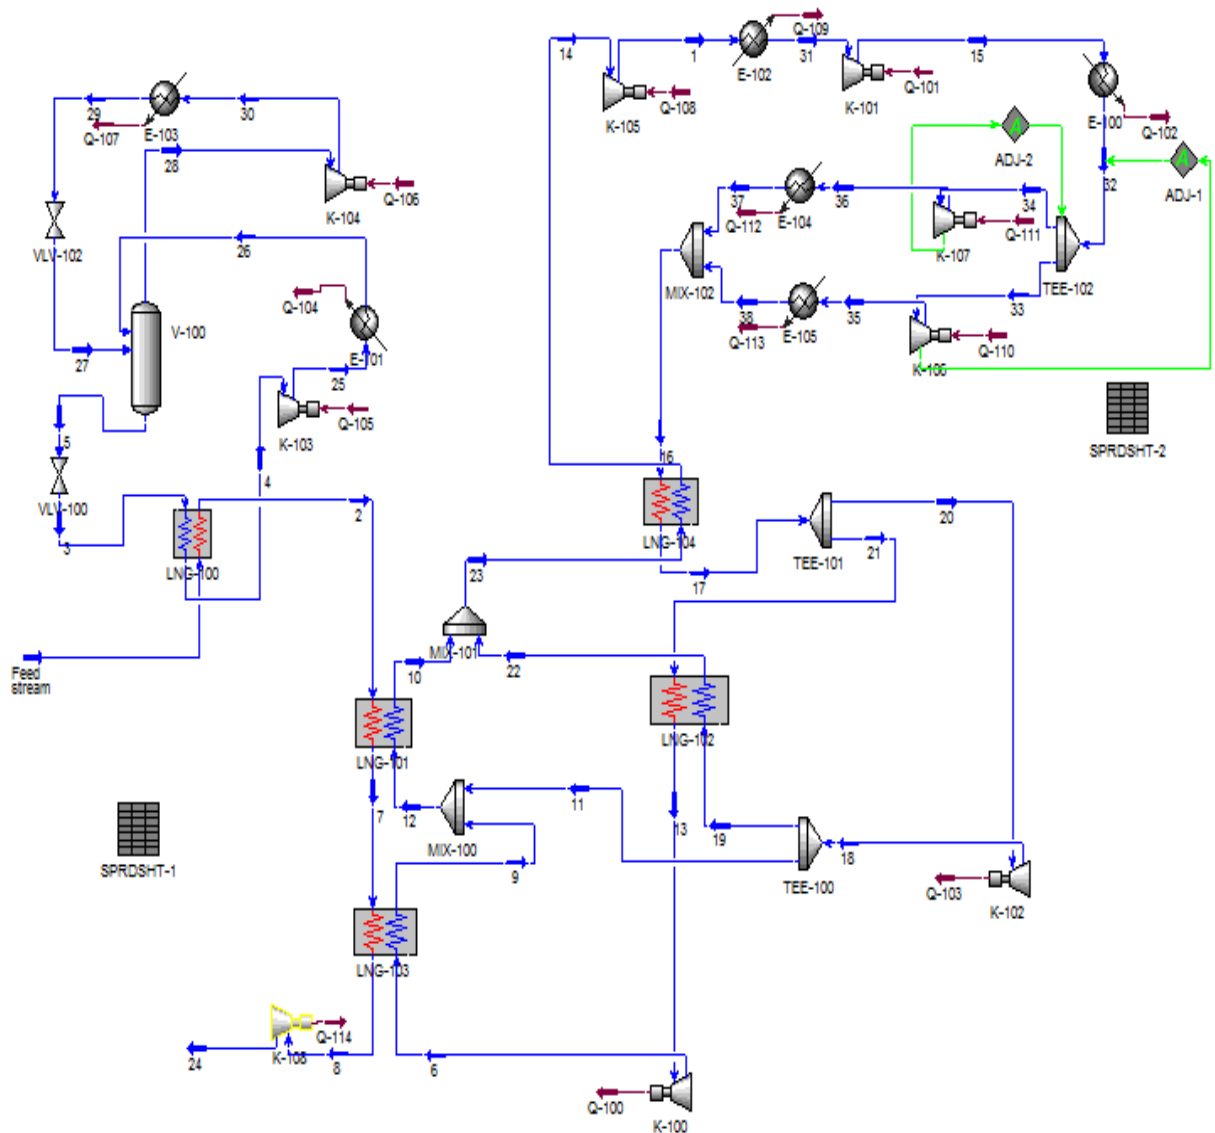 14
1
Q-109
E-102
31
15
K-105
Q-108
K-101
Q-101
E-100
Q-102
29
30
Q-107
E-103
28
K-104
Q-106
VLV-102
26
A
ADJ-2
A
ADJ-1
32
37
36
34
Q-112
E-104
K-107
Q-111
TEE-102
MIX-102
33
38
35
Q-113
E-105
K-106
Q-110
Q-104
V-100
E-101
27
25
K-103
Q-105
5
4
VLV-100
3
2
LNG-100
SPRDSHT-2
16
LNG-104
20
21
TEE-101
17
23
Feed
stream
MIX-101
10
22
LNG-101
LNG-102
7
12
11
13
19
18
MIX-100
9
TEE-100
SPRDSHT-1
Q-103
K-102
LNG-103
Q-114
K-108
24
8
6
Q-100
K-100